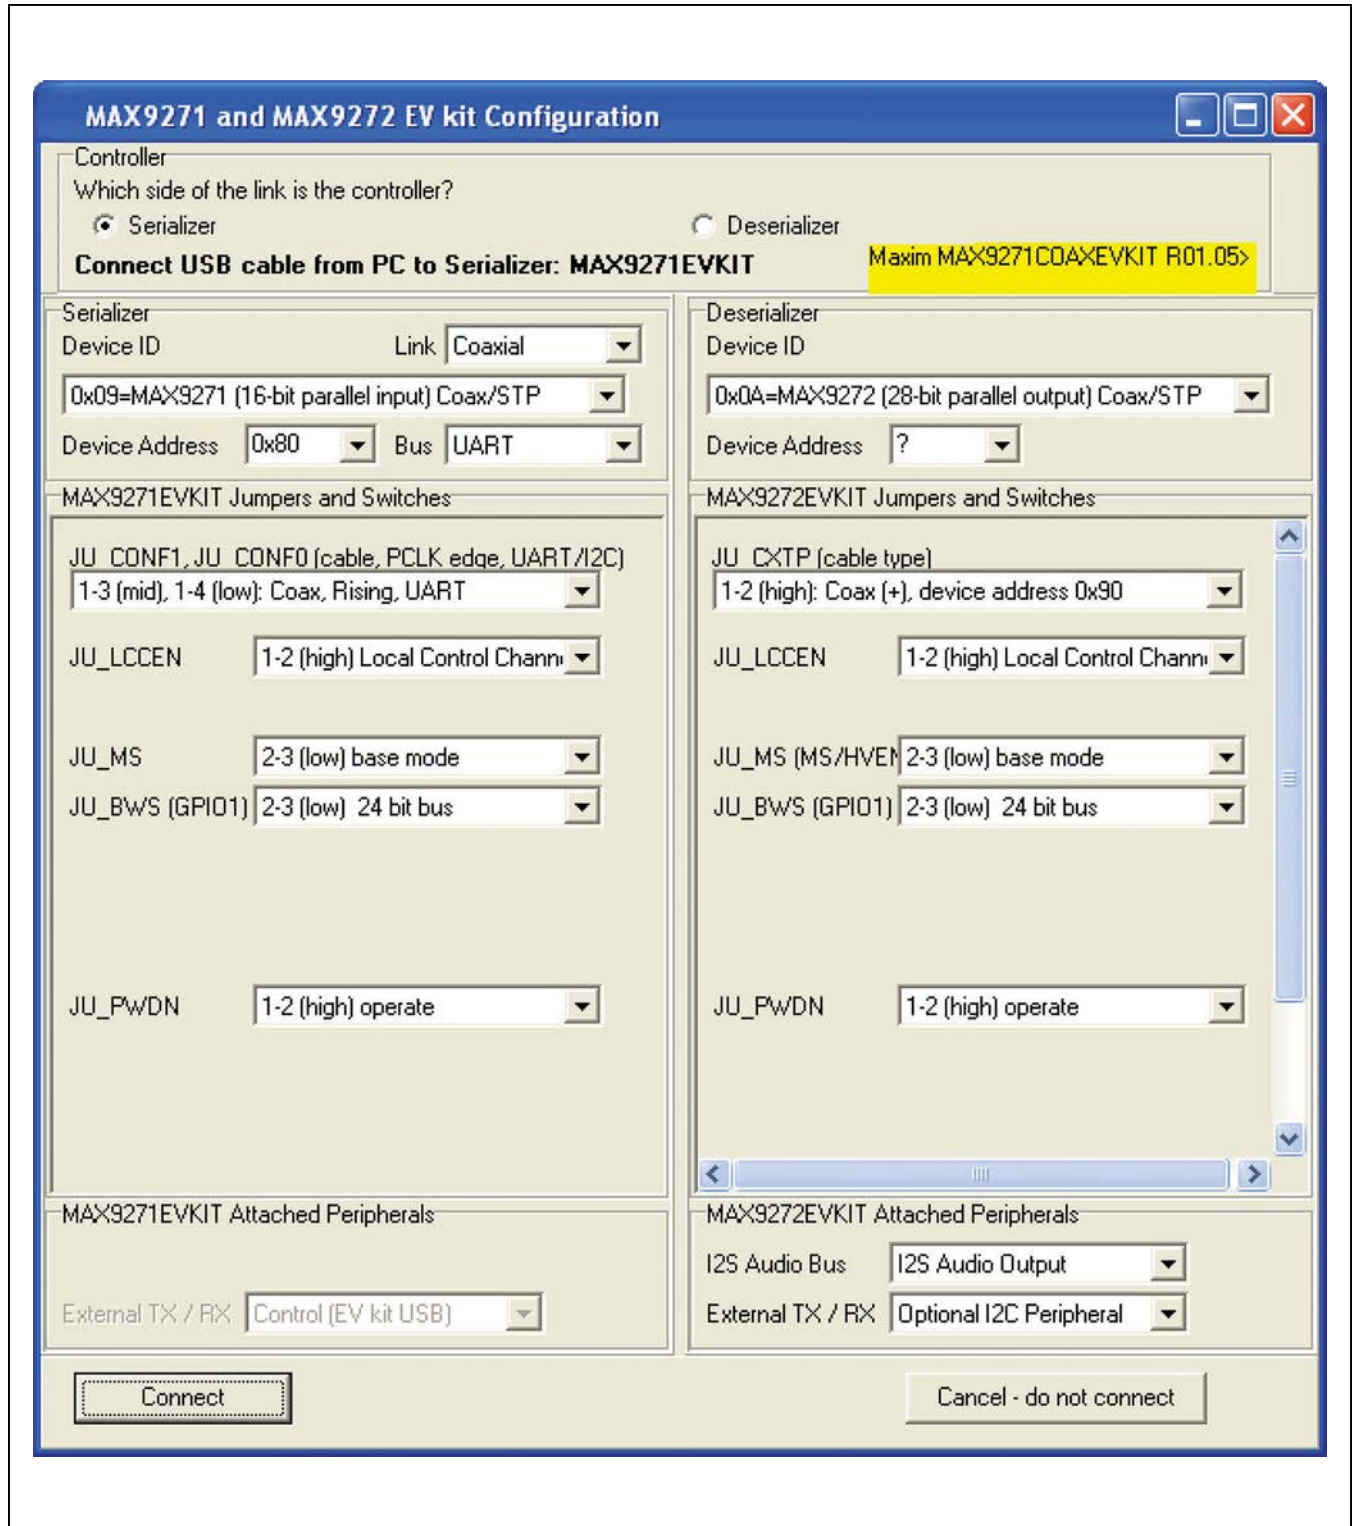 MAX9271 and MAX9272 EV kit Configuration
Controller
Which side of the link is the controller?
Serializer
Deserializer
Connect USB cable from PC to Serializer: MAX9271EVKIT
Maxim MAX9271COAXEVKIT R01.05>
Serializer
Device ID
Link Coaxial
0x09=MAX9271 (16-bit parallel input) Coax/STP
Device Address 0x80 Bus UART
Deserializer
Device ID
0x0A=MAX9272 (28-bit parallel output) Coax/STP
Device Address ?
MAX9271EVKIT Jumpers and Switches
JU_CONF1, JU_CONF0 (cable, PCLK edge, UART/I2C)
1-3 (mid), 1-4 (low): Coax, Rising, UART
JU_LCCEN 1-2 (high) Local Control Chann
JU_MS 2-3 (low) base mode
JU_BWS (GPIO1) 2-3 (low) 24 bit bus
JU_PWDN 1-2 (high) operate
MAX9272EVKIT Jumpers and Switches
JU_CXTP (cable type)
1-2 (high): Coax (+), device address 0x90
JU_LCCEN 1-2 (high) Local Control Chann
JU_MS (MS/HVEN 2-3 (low) base mode
JU_BWS (GPIO1) 2-3 (low) 24 bit bus
JU_PWDN 1-2 (high) operate
MAX9271EVKIT Attached Peripherals
External TX / RX Control (EV kit USB)
MAX9272EVKIT Attached Peripherals
I2S Audio Bus I2S Audio Output
External TX / RX Optional I2C Peripheral
Connect
Cancel - do not connect